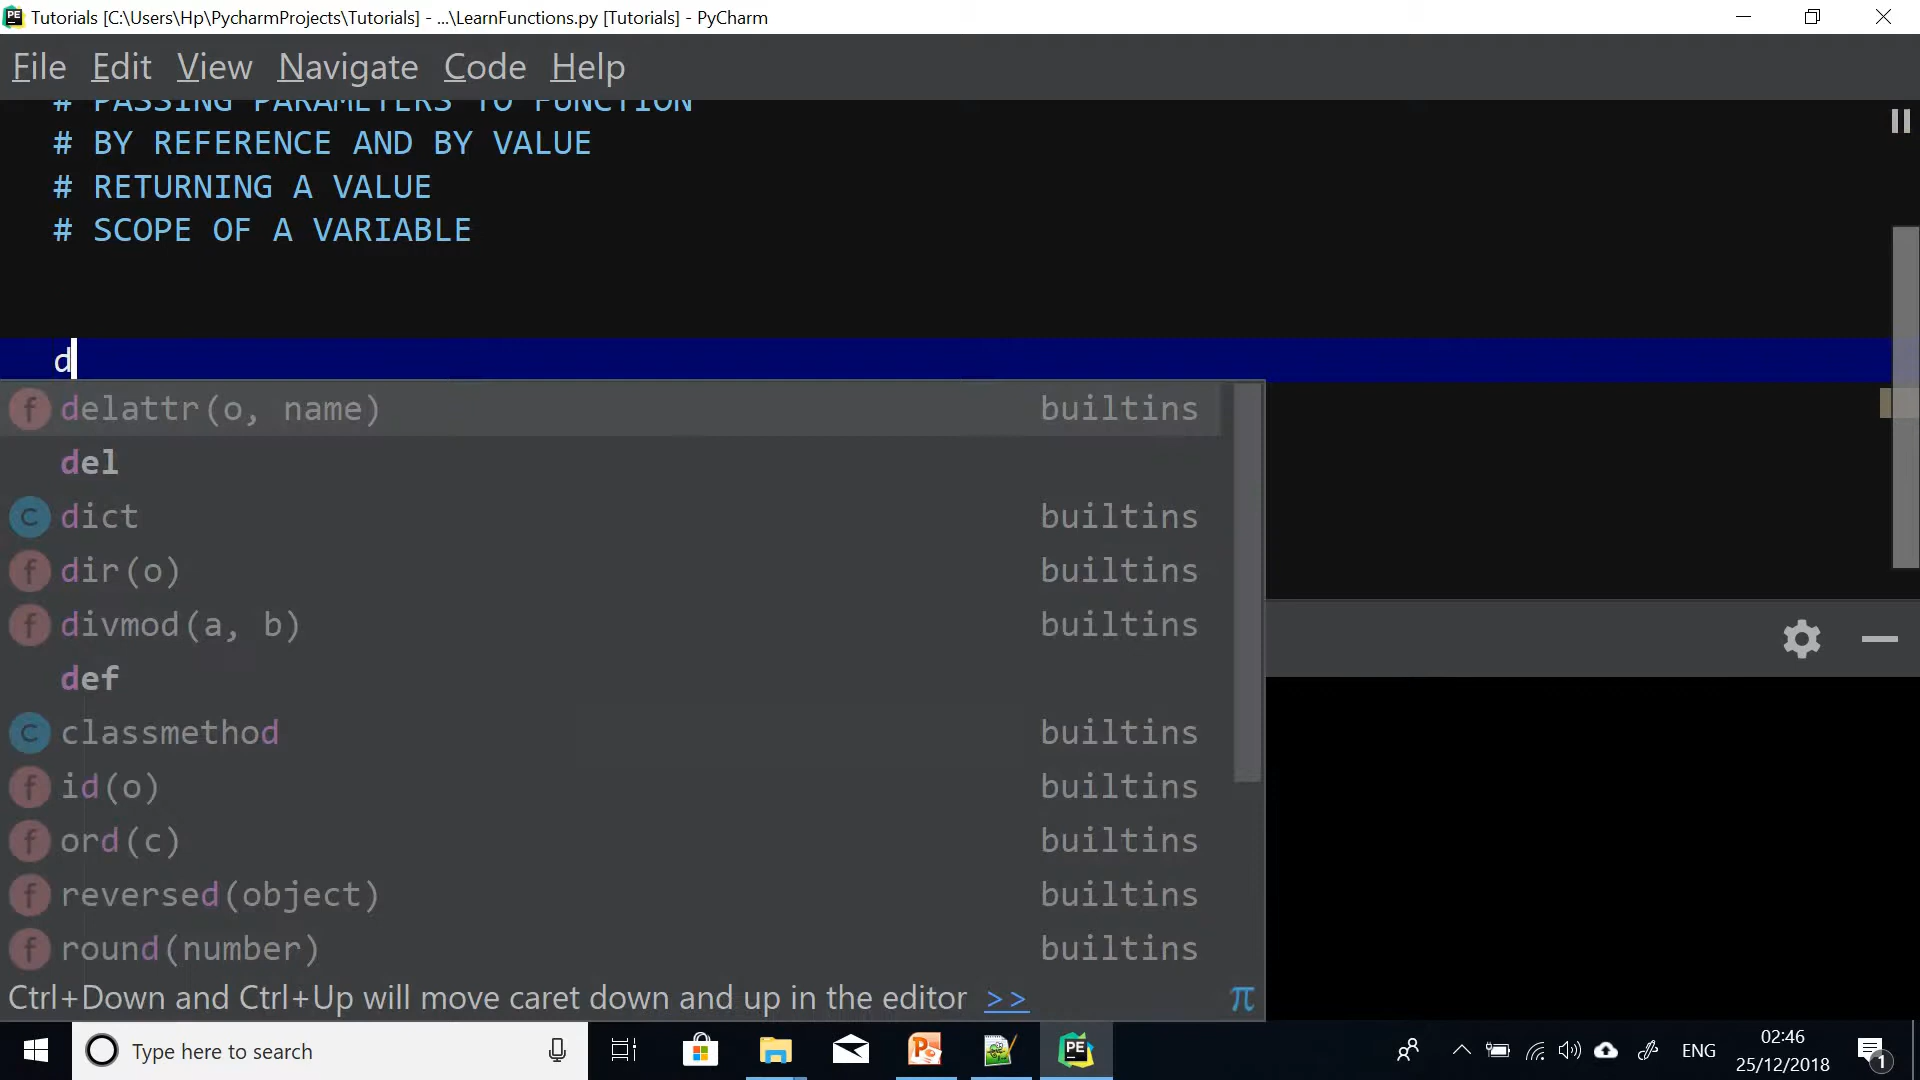 Tutorials [C:\Users\Hp\PycharmProjects\Tutorials] - ...\LearnFunctions.py [Tutorials] - PyCharm
File Edit View Navigate Code Help
# PASSING PARAMETERS TO FUNCTION
# BY REFERENCE AND BY VALUE
# RETURNING A VALUE
# SCOPE OF A VARIABLE
d
f delattr(o, name) builtins
del
C dict builtins
f dir(o) builtins
f divmod(a, b) builtins
def
C classmethod builtins
f id(o) builtins
f ord(c) builtins
f reversed(object) builtins
f round(number) builtins
Ctrl+Down and Ctrl+Up will move caret down and up in the editor >> π
Type here to search
ENG
02:46
25/12/2018
1